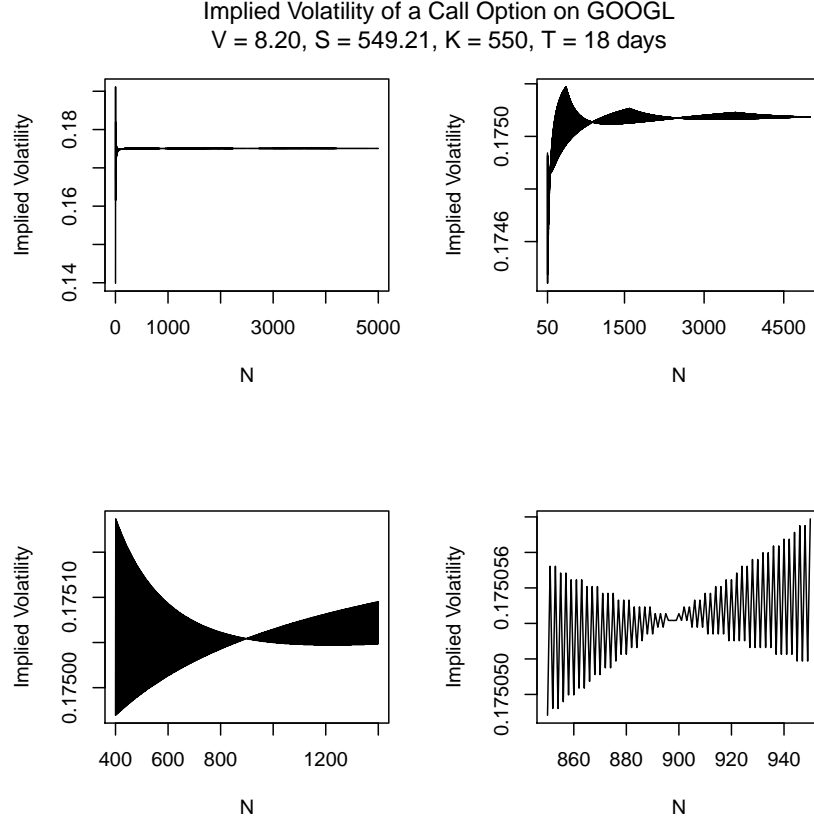 Implied Volatility of a Call Option on GOOGL
V = 8.20, S = 549.21, K = 550, T = 18 days
Implied Volatility
0.18
0.16
0.14
0 1000 3000 5000
N
Implied Volatility
0.1750
0.1746
50 1500 3000 4500
N
Implied Volatility
0.17510
0.17500
400 600 800 1200
N
Implied Volatility
0.175056
0.175050
860 880 900 920 940
N